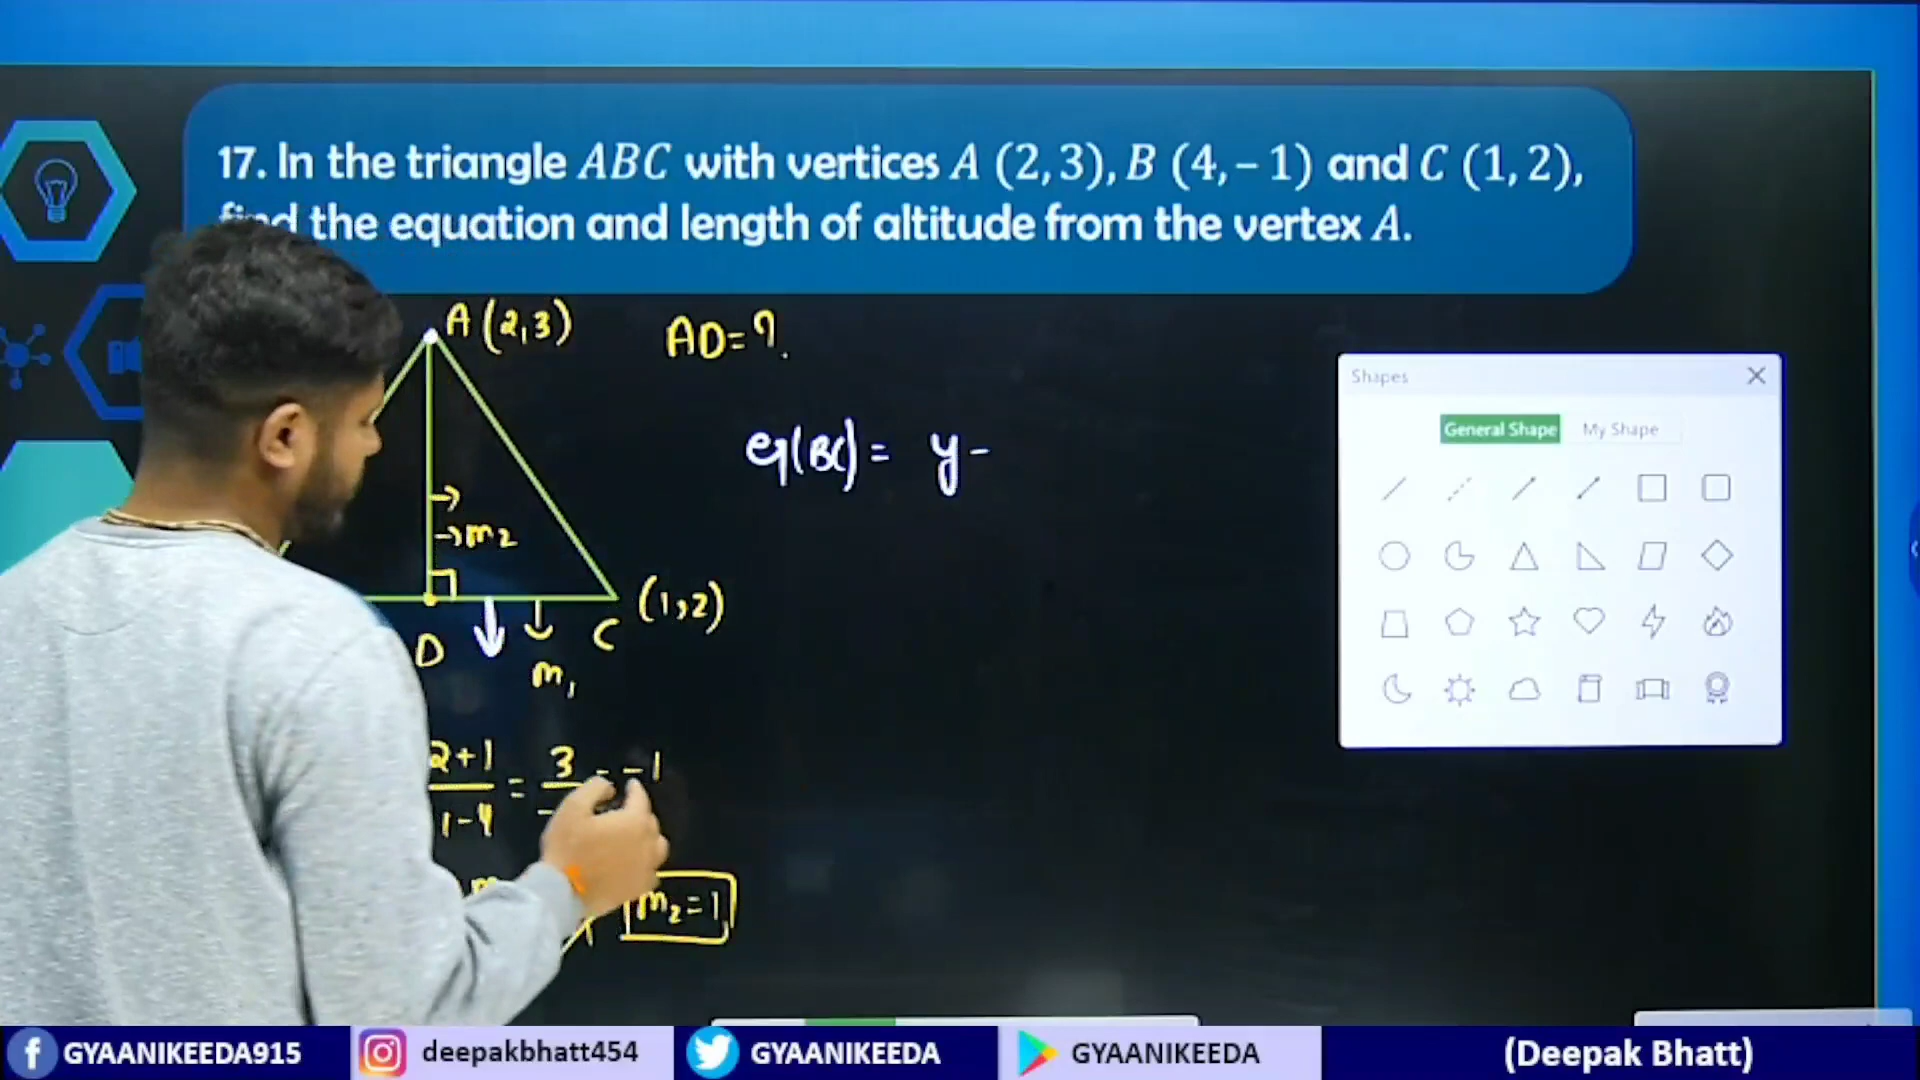 17. In the triangle ABC with vertices A (2, 3), B (4, – 1) and C (1, 2),
the equation and length of altitude from the vertex A.
A (2,3)
AD = ?
eq(BC) = y -
→ m2
(1,2)
D
C
m1
2+1
1-4
= 3 = -1
m2 = 1
Shapes
General Shape
My Shape
GYAANIKEEDA915
deepakbhatt454
GYAANIKEEDA
GYAANIKEEDA
(Deepak Bhatt)